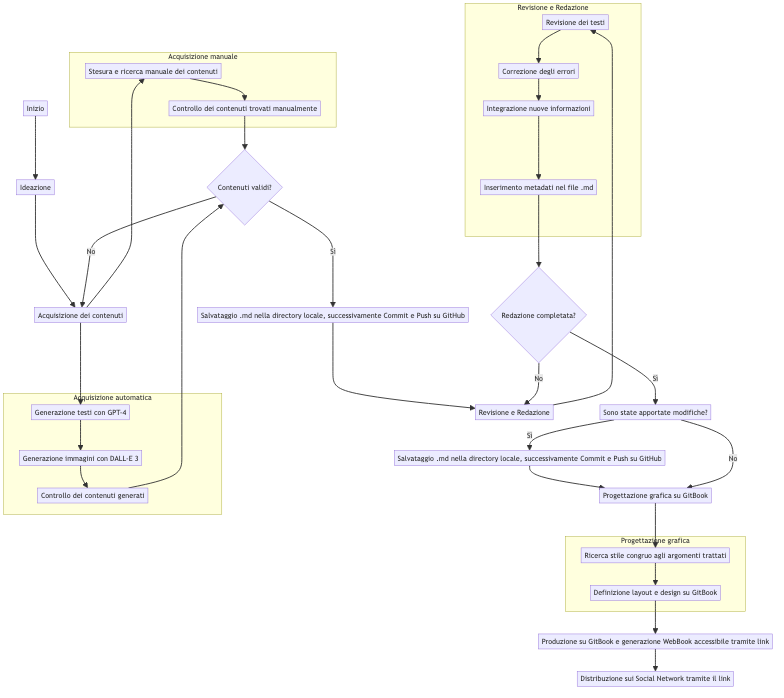 Inizio
Ideazione
Acquisizione manuale
Stesura e ricerca manuale dei contenuti
Controllo dei contenuti trovati manualmente
Contenuti validi?
No
Sì
Acquisizione dei contenuti
Salvataggio .md nella directory locale, successivamente Commit e Push su GitHub
Acquisizione automatica
Generazione testi con GPT-4
Generazione immagini con DALL-E 3
Controllo dei contenuti generati
Revisione e Redazione
Revisione dei testi
Correzione degli errori
Integrazione nuove informazioni
Inserimento metadati nel file .md
Redazione completata?
No
Sì
Revisione e Redazione
Sono state apportate modifiche?
Sì
No
Salvataggio .md nella directory locale, successivamente Commit e Push su GitHub
Progettazione grafica su GitBook
Progettazione grafica
Ricerca stile congruo agli argomenti trattati
Definizione layout e design su GitBook
Produzione su GitBook e generazione WebBook accessibile tramite link
Distribuzione sui Social Network tramite il link